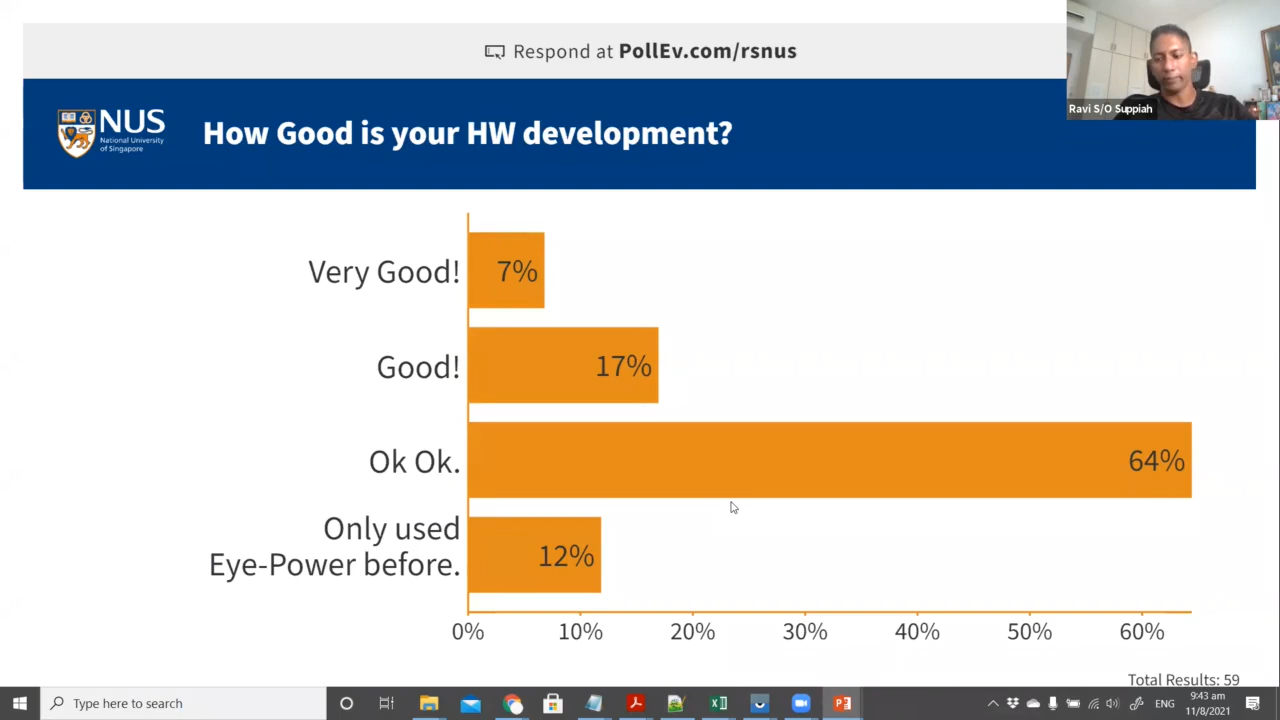 Respond at PollEv.com/rsnus
Ravi S/O Suppiah
NUS
National University
of Singapore
How Good is your HW development?
Very Good!
7%
Good!
17%
Ok Ok.
64%
Only used
Eye-Power before.
12%
0% 10% 20% 30% 40% 50% 60%
Total Results: 59
Type here to search
ENG
9:43 am
11/8/2021